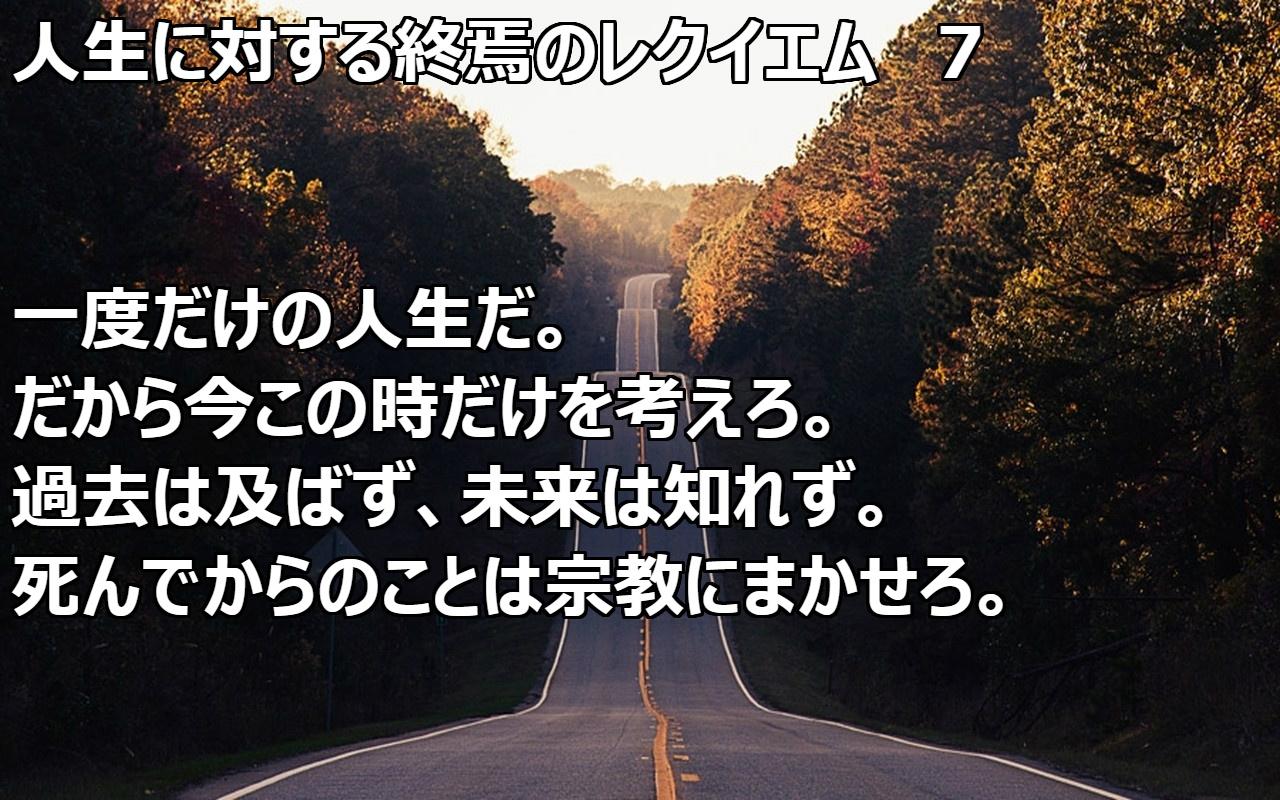 人生に対する終焉のレクイエム　７
一度だけの人生だ。
だから今この時だけを考えろ。
過去は及ばず、未来は知れず。
死んでからのことは宗教にまかせろ。